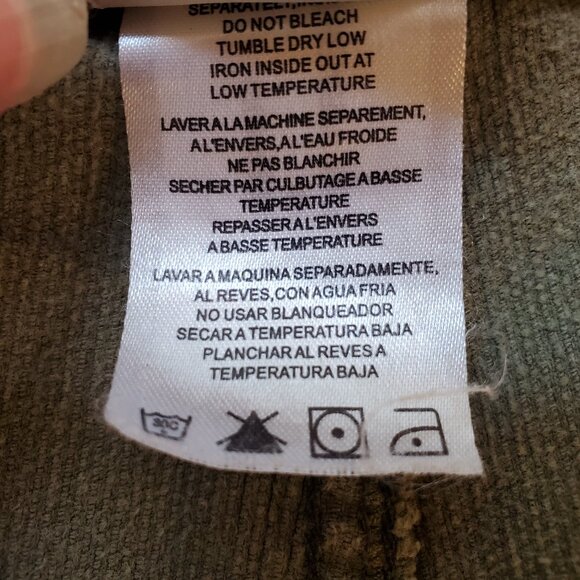 SEPARATELY, INSIDE
DO NOT BLEACH
TUMBLE DRY LOW
IRON INSIDE OUT AT
LOW TEMPERATURE
LAVER A LA MACHINE SEPAREMENT,
A L'ENVERS,A L'EAU FROIDE
NE PAS BLANCHIR
SECHER PAR CULBUTAGE A BASSE
TEMPERATURE
REPASSER A L'ENVERS
A BASSE TEMPERATURE
LAVAR A MAQUINA SEPARADAMENTE,
AL REVES,CON AGUA FRIA
NO USAR BLANQUEADOR
SECAR A TEMPERATURA BAJA
PLANCHAR AL REVES A
TEMPERATURA BAJA
30C